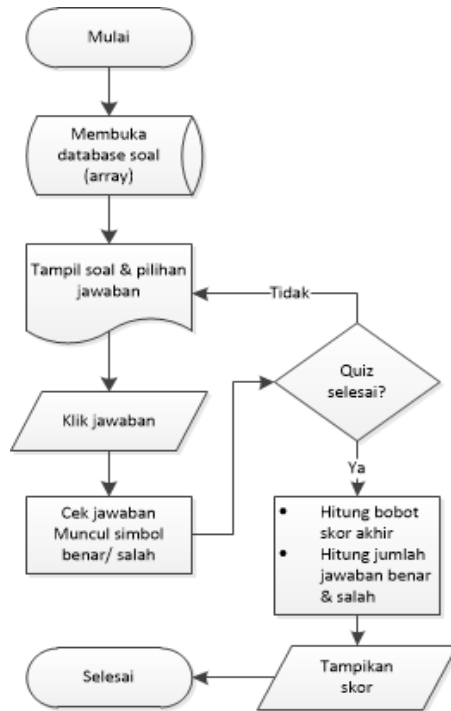 Mulai
Membuka
database soal
(array)
Tampil soal & pilihan
jawaban
Tidak
Quiz
selesai?
Klik jawaban
Ya
Cek jawaban
Muncul simbol
benar/ salah
• Hitung bobot
skor akhir
• Hitung jumlah
jawaban benar
& salah
Tampikan
skor
Selesai